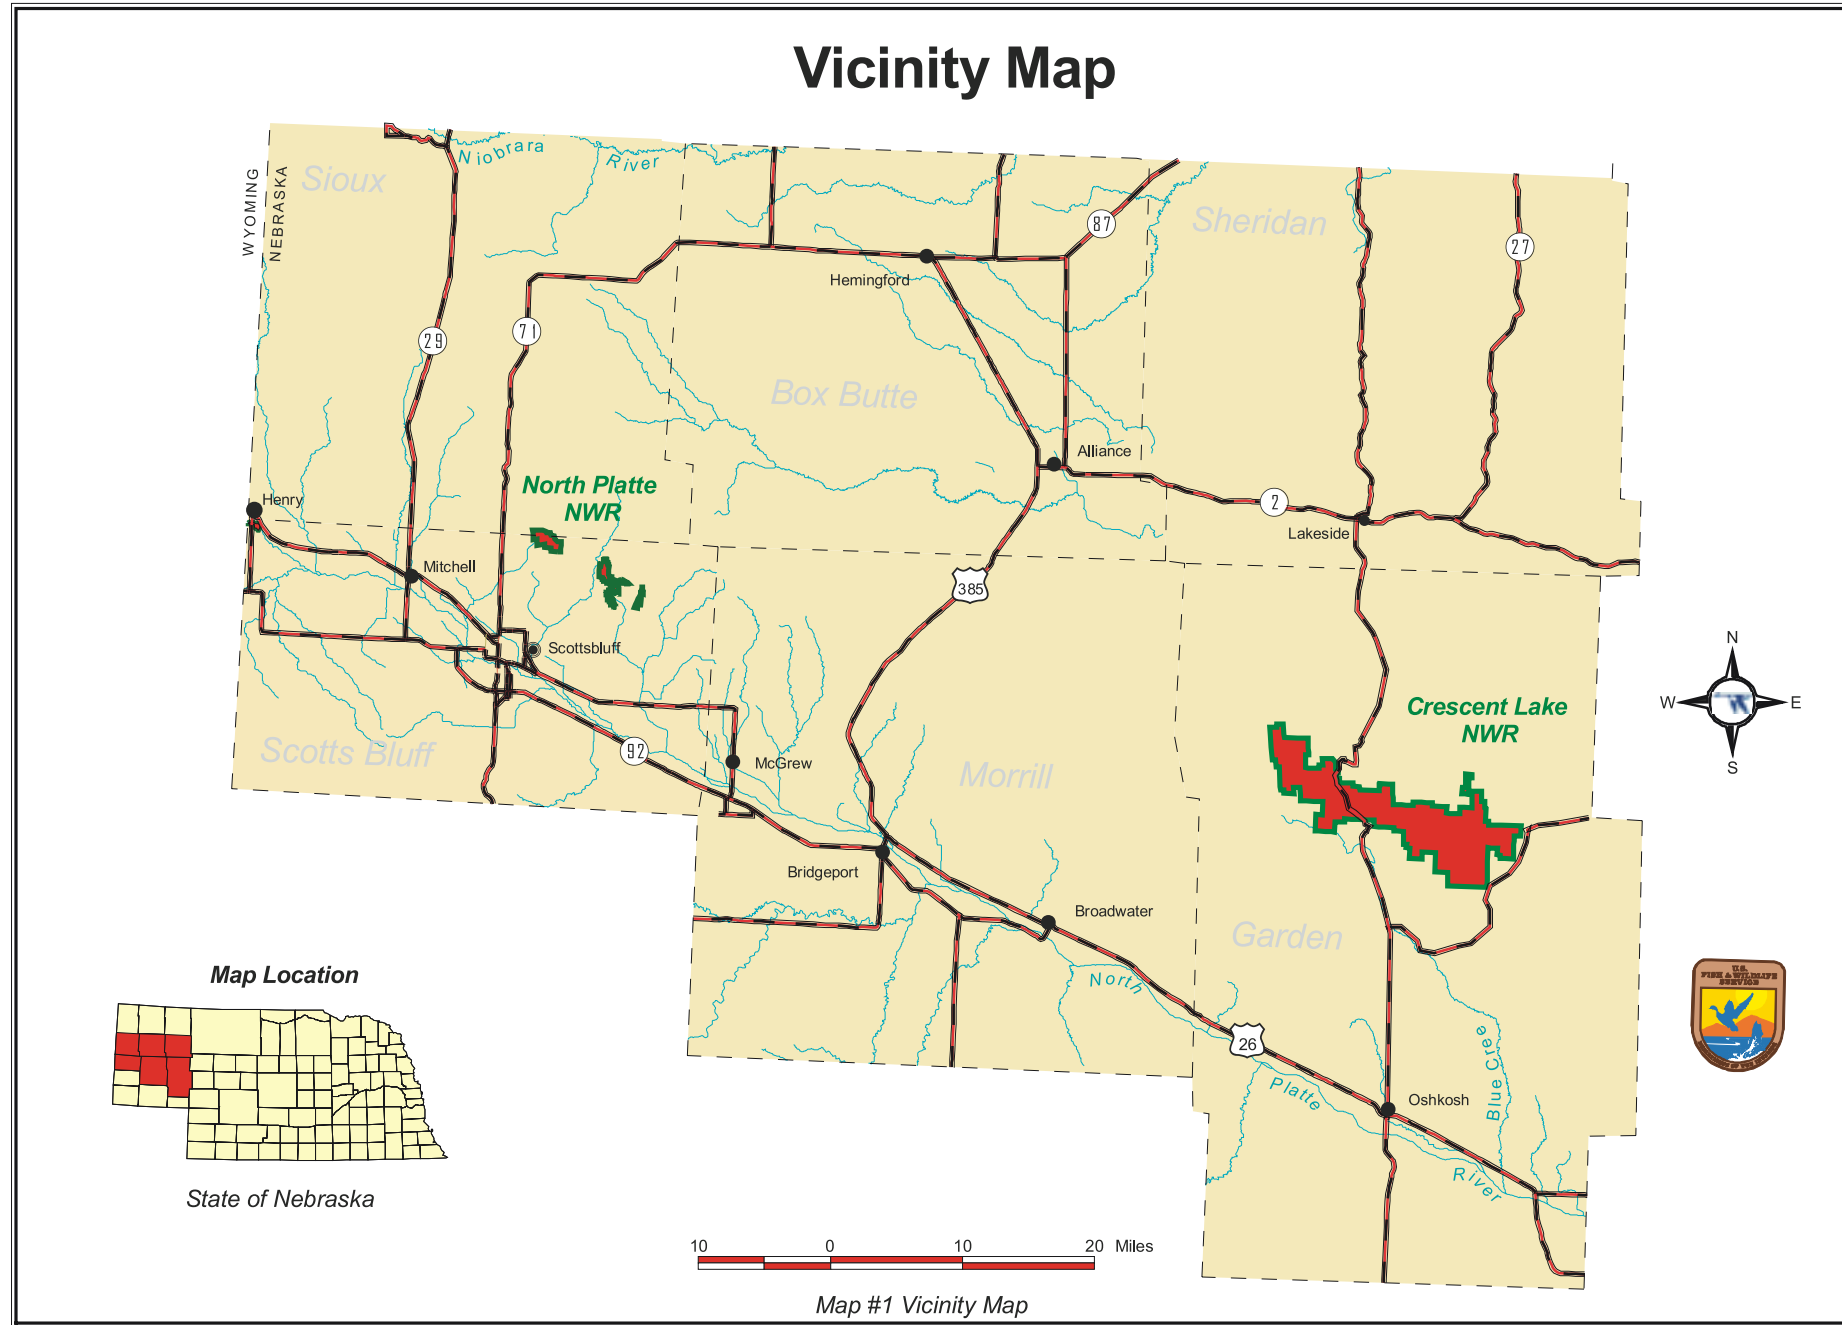 Vicinity Map
Niobrara
River
Sioux
WYOMING
NEBRASKA
87
Sheridan
27
Hemingford
29
71
Box Butte
Alliance
North Platte
NWR
Henry
2
Lakeside
Mitchell
385
Scottsbluff
N
W
E
S
Crescent Lake
NWR
Scotts Bluff
92
McGrew
Morrill
Bridgeport
Broadwater
Garden
Map Location
North
U.S.
FISH & WILDLIFE
SERVICE
26
Blue Cree
Platte
Oshkosh
River
State of Nebraska
10 0 10 20 Miles
Map #1 Vicinity Map